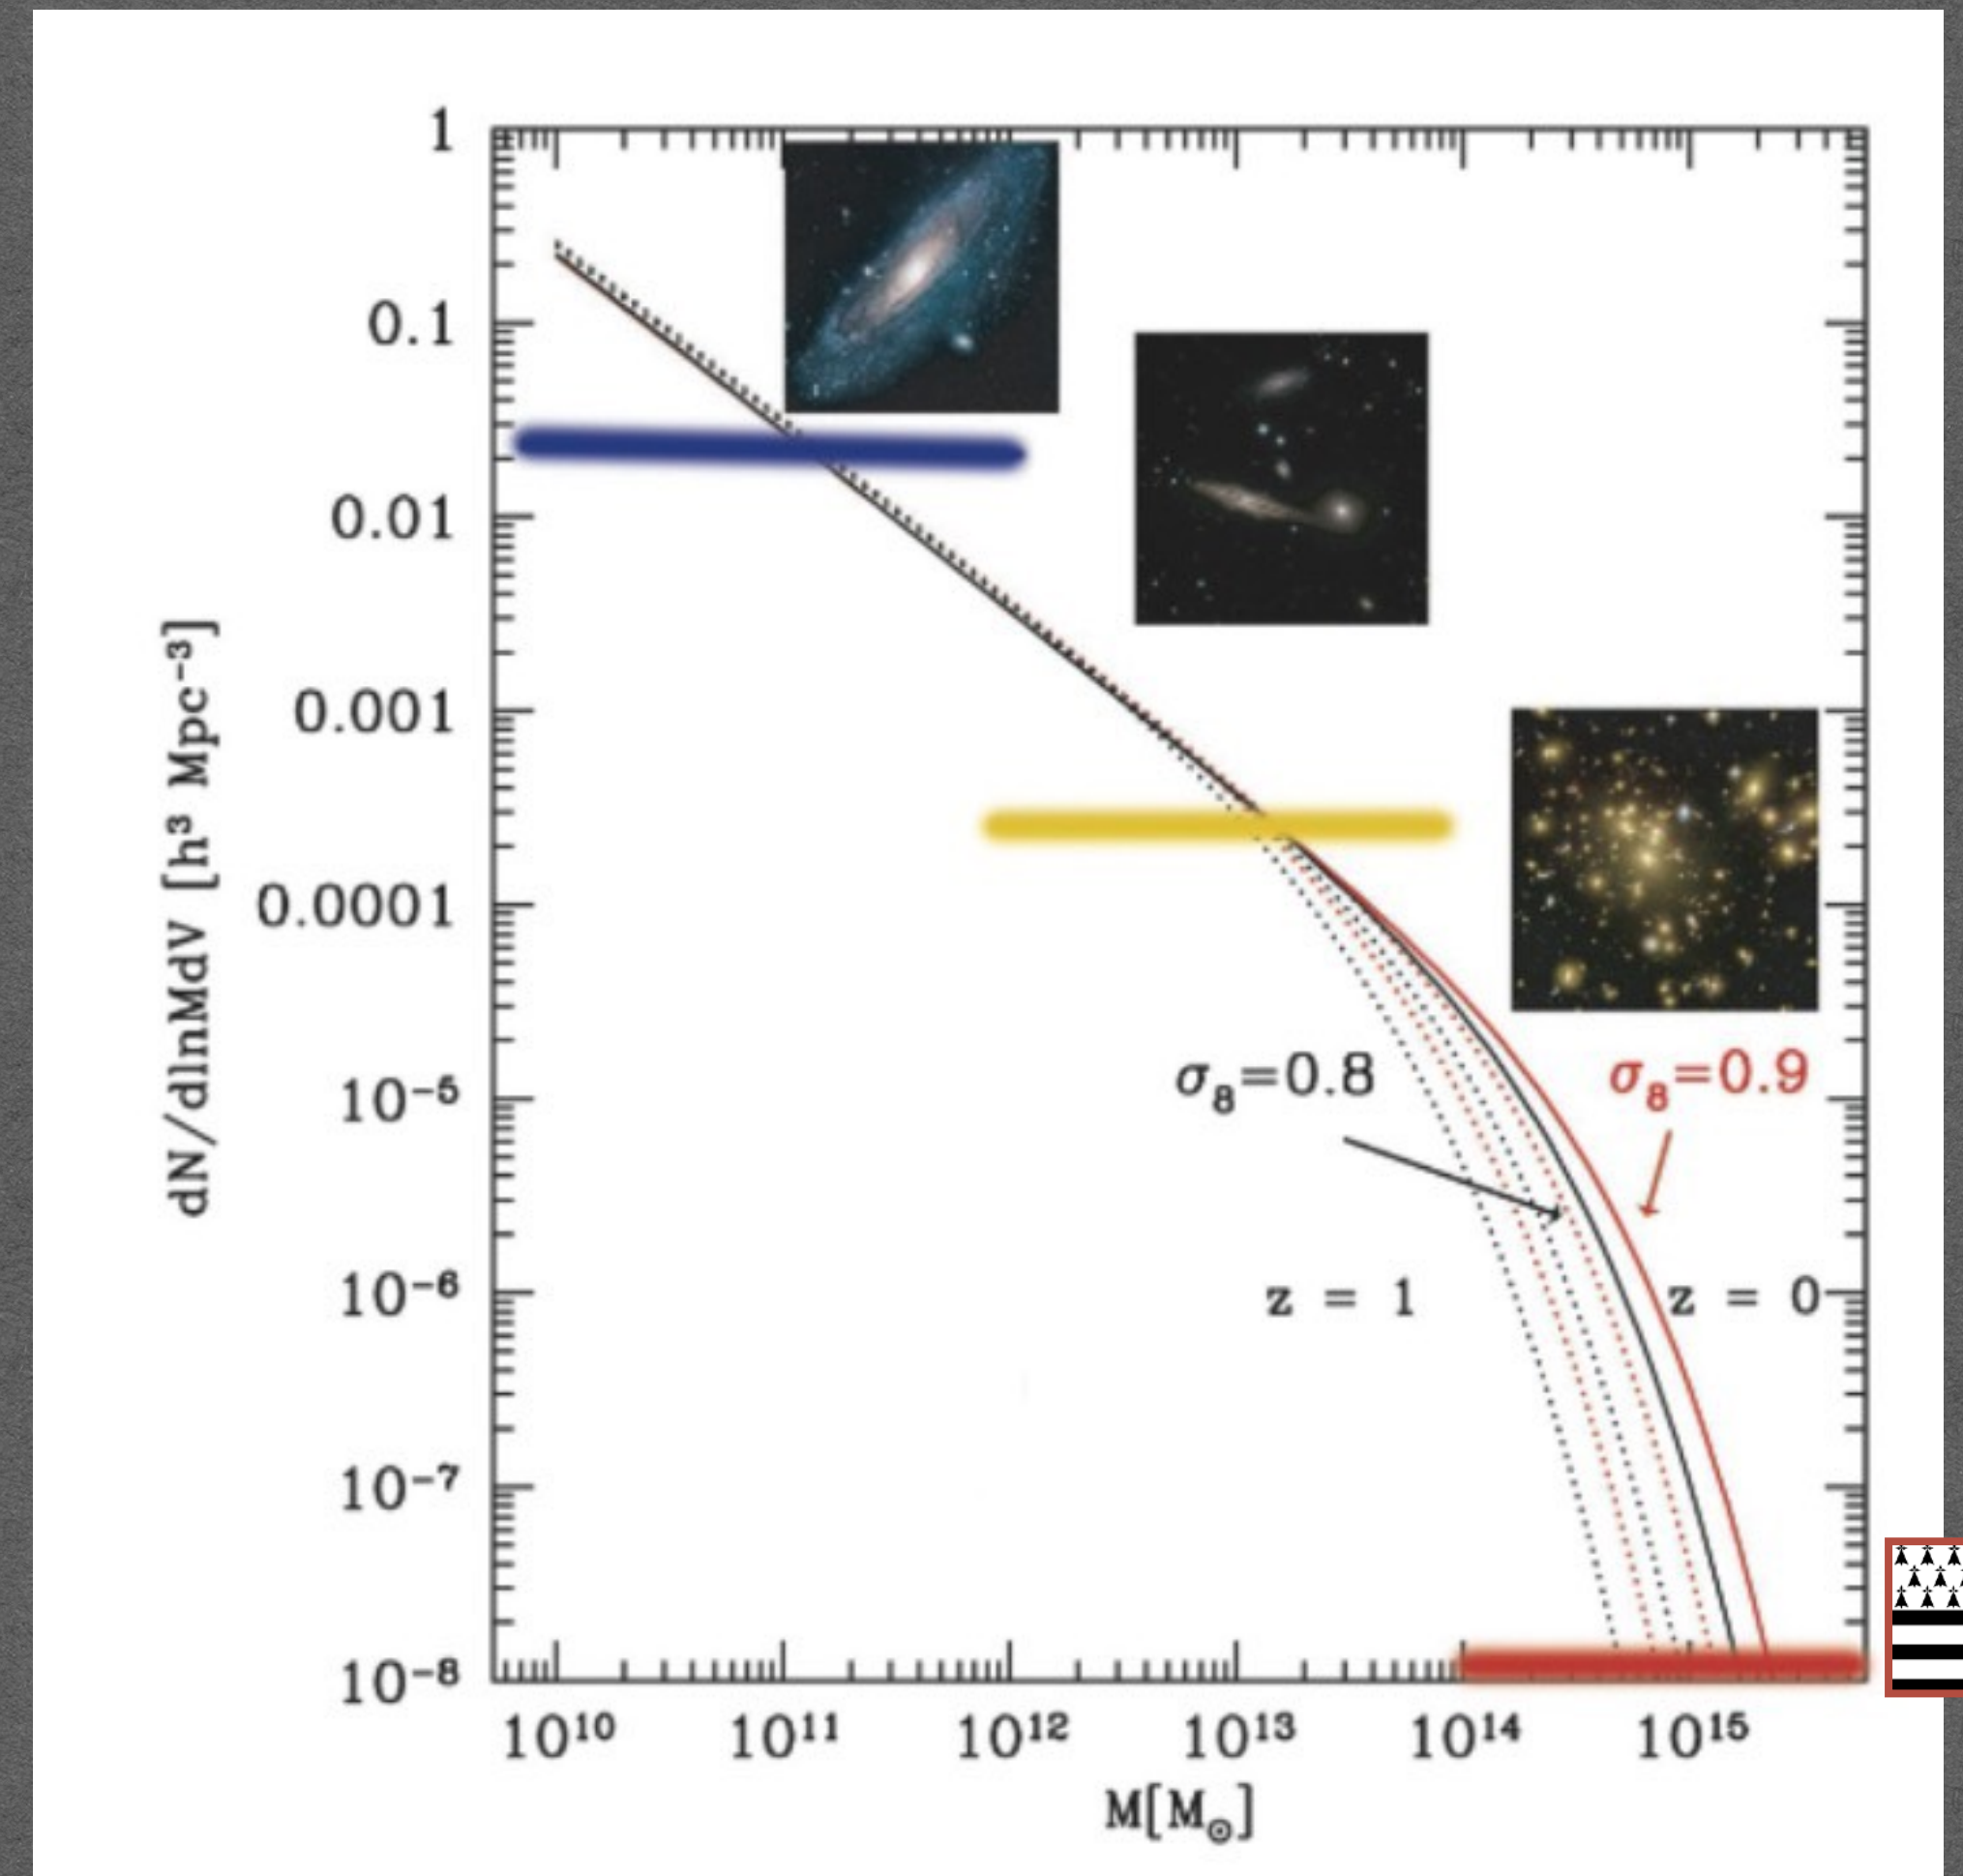 1
0.1
0.01
0.001
0.0001
10⁻⁵
10⁻⁶
10⁻⁷
10⁻⁸
dN/dlnMdV [h³ Mpc⁻³]
σ₈=0.8
σ₈=0.9
z = 1
z = 0
10¹⁰ 10¹¹ 10¹² 10¹³ 10¹⁴ 10¹⁵
M[M☉]